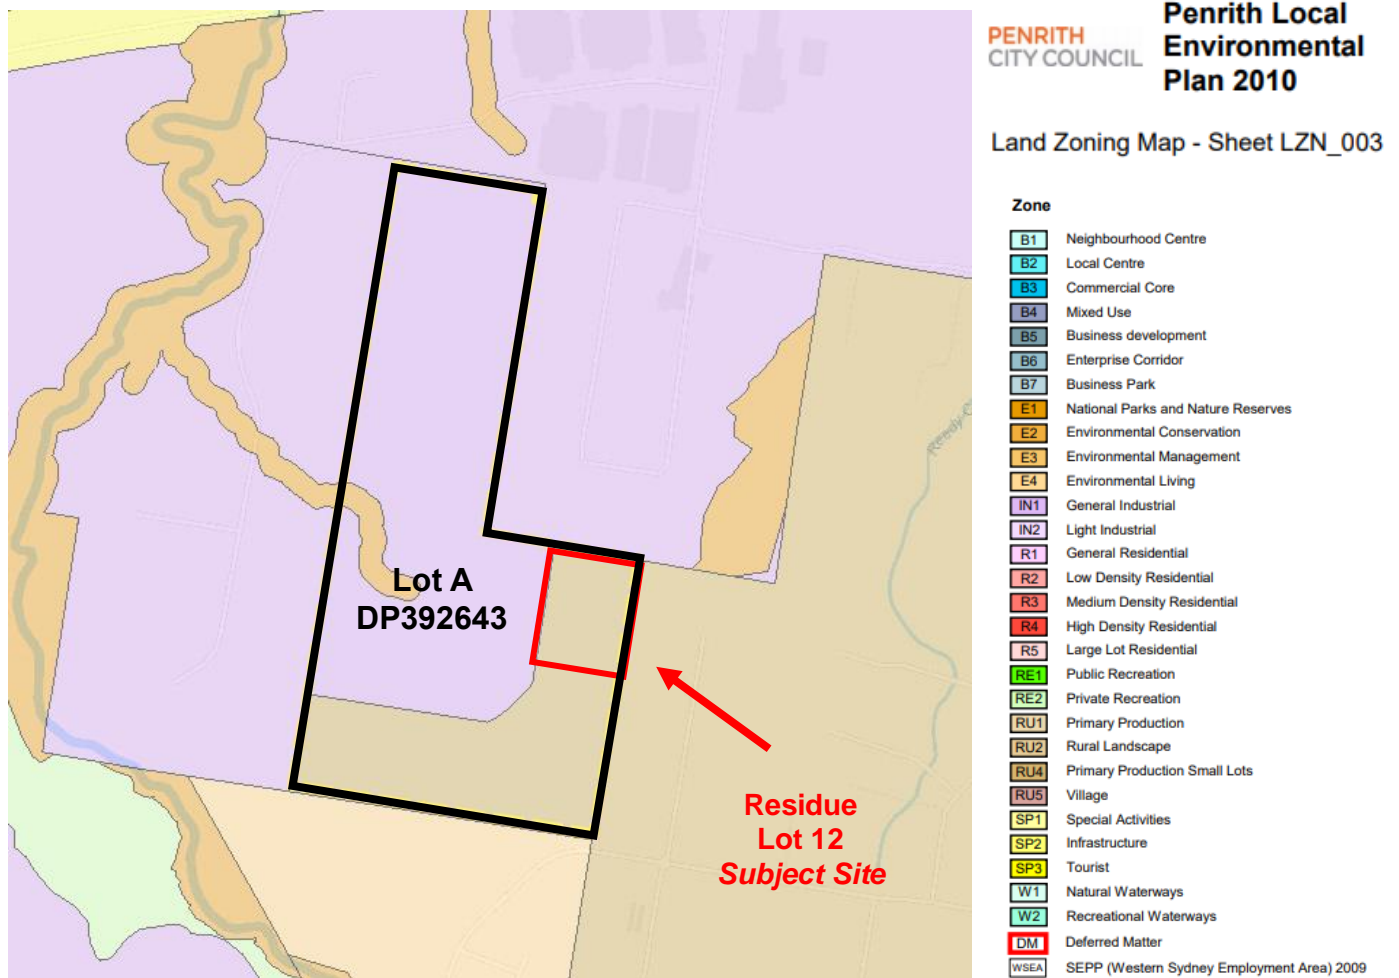 PENRITH
CITY COUNCIL
Penrith Local
Environmental
Plan 2010
Land Zoning Map - Sheet LZN_003
Zone
B1 Neighbourhood Centre
B2 Local Centre
B3 Commercial Core
B4 Mixed Use
B5 Business development
B6 Enterprise Corridor
B7 Business Park
E1 National Parks and Nature Reserves
E2 Environmental Conservation
E3 Environmental Management
E4 Environmental Living
IN1 General Industrial
IN2 Light Industrial
R1 General Residential
R2 Low Density Residential
R3 Medium Density Residential
R4 High Density Residential
R5 Large Lot Residential
RE1 Public Recreation
RE2 Private Recreation
RU1 Primary Production
RU2 Rural Landscape
RU4 Primary Production Small Lots
RU5 Village
SP1 Special Activities
SP2 Infrastructure
SP3 Tourist
W1 Natural Waterways
W2 Recreational Waterways
DM Deferred Matter
WSEA SEPP (Western Sydney Employment Area) 2009
Lot A
DP392643
Residue
Lot 12
Subject Site
Reedy